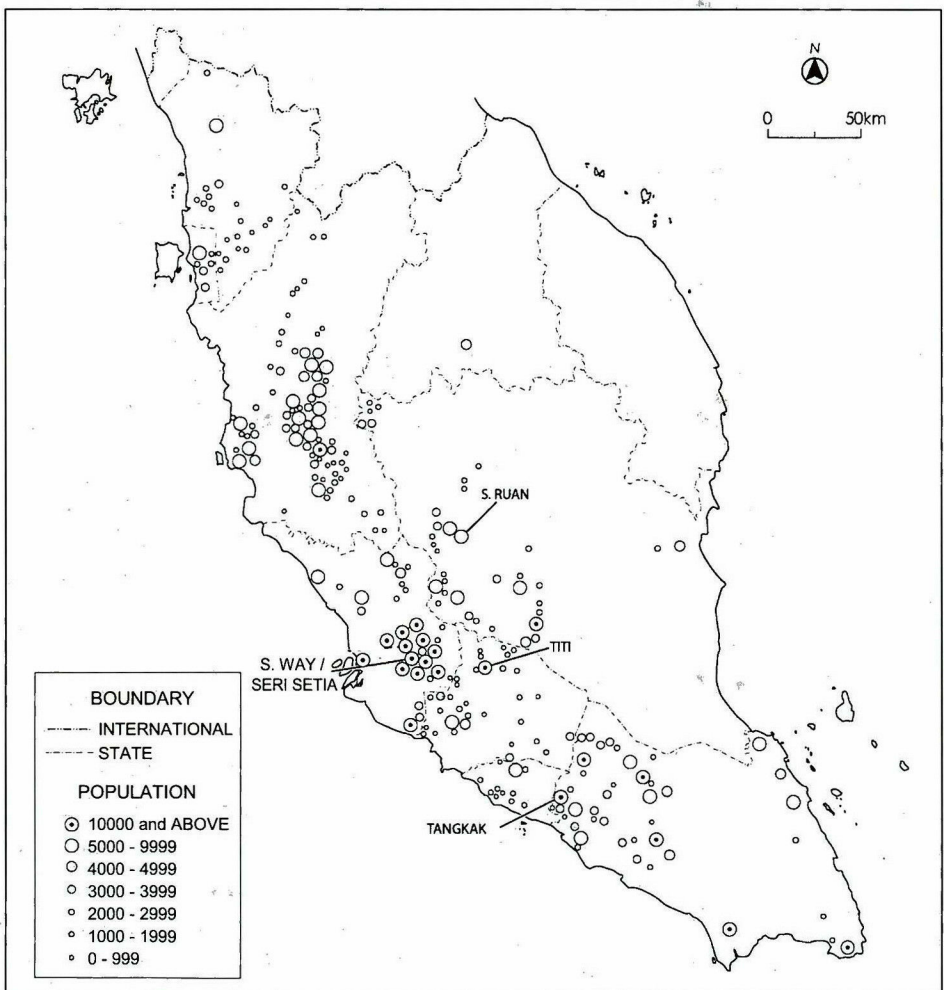 N
0 50km
S. RUAN
TITI
S. WAY /
SERI SETIA
TANGKAK
BOUNDARY
INTERNATIONAL
STATE
POPULATION
10000 and ABOVE
5000 - 9999
4000 - 4999
3000 - 3999
2000 - 2999
1000 - 1999
0 - 999